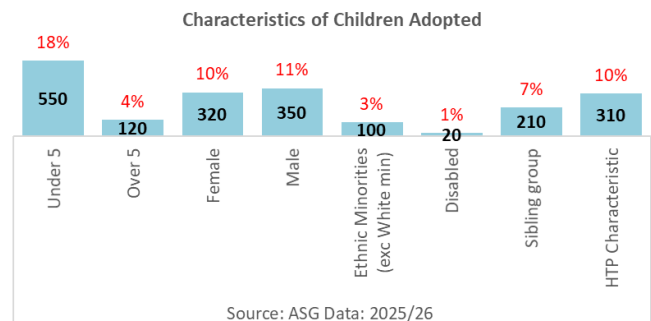 Characteristics of Children Adopted
18%
4%
10%
11%
3%
1%
7%
10%
550
120
320
350
100
20
210
310
Under 5
Over 5
Female
Male
Ethnic Minorities
(exc White min)
Disabled
Sibling group
HTP Characteristic
Source: ASG Data: 2025/26